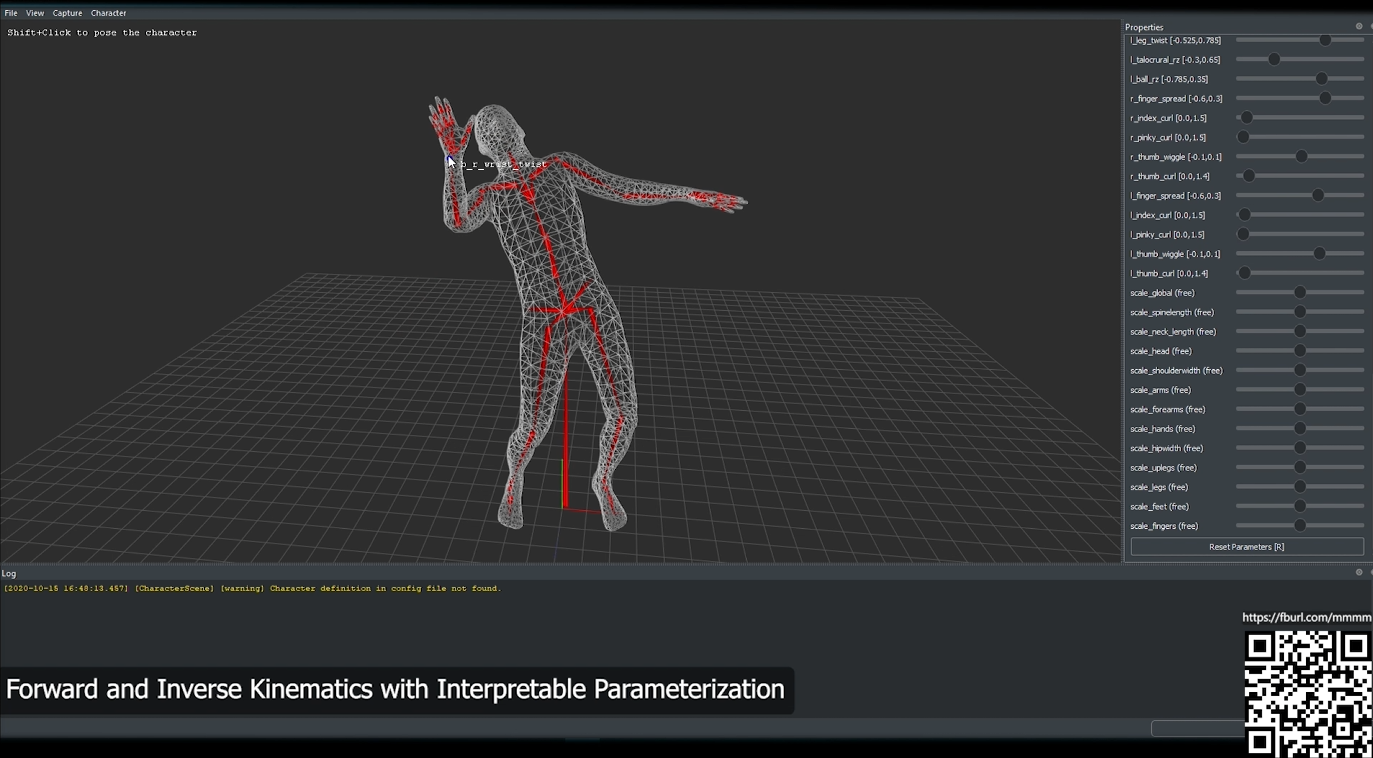 File View Capture Character
Shift+Click to pose the character
b_r_wrist_twist
Properties
l_leg_twist [-0.525,0.785]
l_talocrural_rz [-0.3,0.65]
l_ball_rz [-0.785,0.35]
r_finger_spread [-0.6,0.3]
r_index_curl [0.0,1.5]
r_pinky_curl [0.0,1.5]
r_thumb_wiggle [-0.1,0.1]
r_thumb_curl [0.0,1.4]
l_finger_spread [-0.6,0.3]
l_index_curl [0.0,1.5]
l_pinky_curl [0.0,1.5]
l_thumb_wiggle [-0.1,0.1]
l_thumb_curl [0.0,1.4]
scale_global (free)
scale_spinelength (free)
scale_neck_length (free)
scale_head (free)
scale_shoulderwidth (free)
scale_arms (free)
scale_forearms (free)
scale_hands (free)
scale_hipwidth (free)
scale_uplegs (free)
scale_legs (free)
scale_feet (free)
scale_fingers (free)
Reset Parameters [R]
Log
[2020-10-15 16:48:13.457] [CharacterScene] [warning] Character definition in config file not found.
https://fburl.com/mmmm
Forward and Inverse Kinematics with Interpretable Parameterization